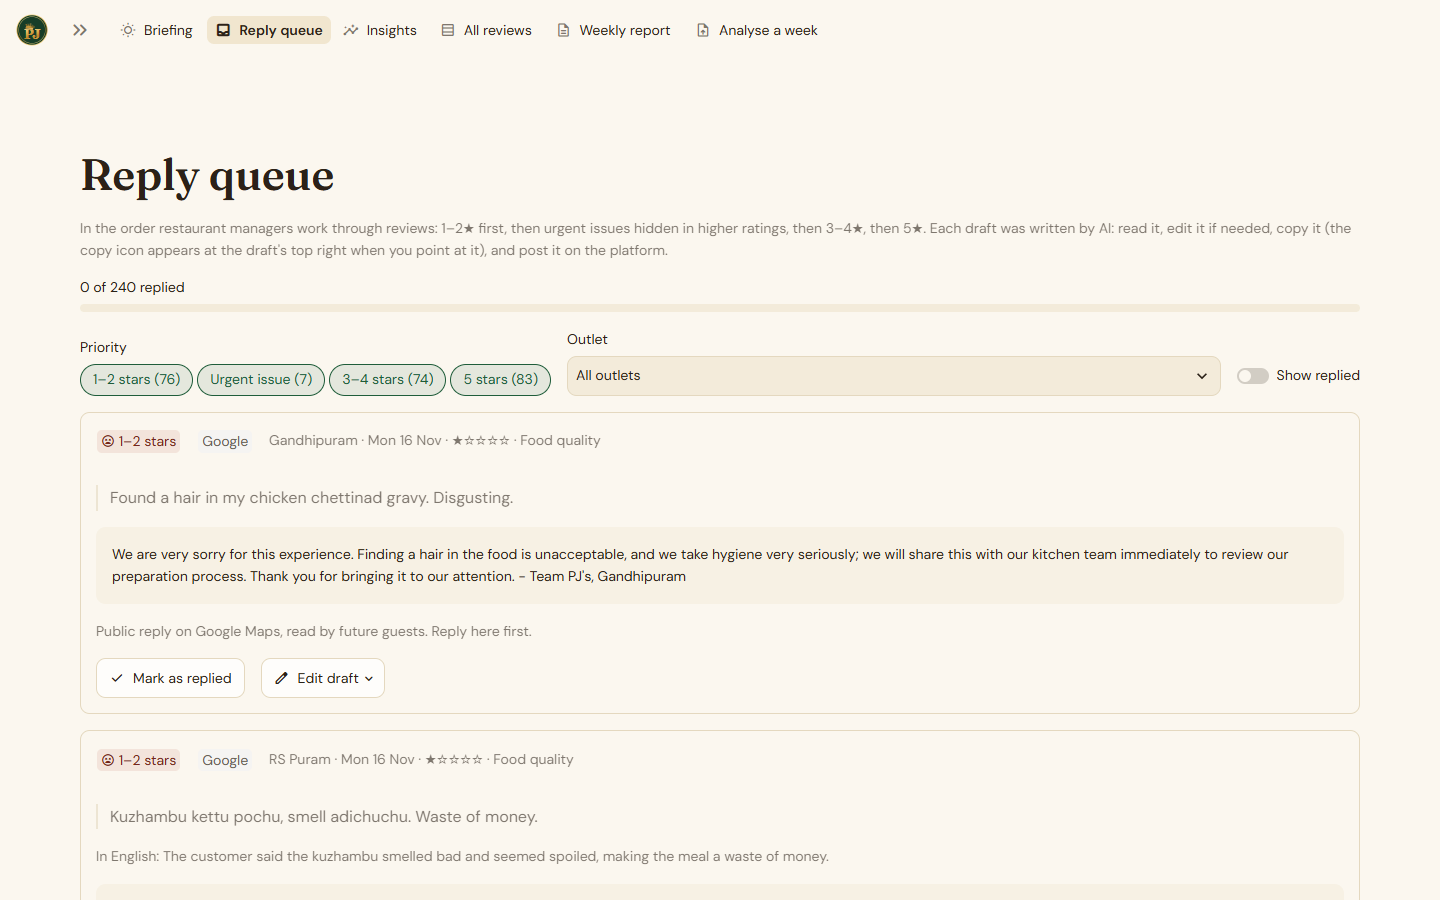 PJ
Briefing
Reply queue
Insights
All reviews
Weekly report
Analyse a week
Reply queue
In the order restaurant managers work through reviews: 1–2★ first, then urgent issues hidden in higher ratings, then 3–4★, then 5★. Each draft was written by AI: read it, edit it if needed, copy it (the
copy icon appears at the draft's top right when you point at it), and post it on the platform.
0 of 240 replied
Priority
1–2 stars (76)
Urgent issue (7)
3–4 stars (74)
5 stars (83)
Outlet
All outlets
Show replied
1–2 stars Google Gandhipuram · Mon 16 Nov · ★☆☆☆☆ · Food quality
Found a hair in my chicken chettinad gravy. Disgusting.
We are very sorry for this experience. Finding a hair in the food is unacceptable, and we take hygiene very seriously; we will share this with our kitchen team immediately to review our
preparation process. Thank you for bringing it to our attention. - Team PJ's, Gandhipuram
Public reply on Google Maps, read by future guests. Reply here first.
Mark as replied
Edit draft
1–2 stars Google RS Puram · Mon 16 Nov · ★☆☆☆☆ · Food quality
Kuzhambu kettu pochu, smell adichuchu. Waste of money.
In English: The customer said the kuzhambu smelled bad and seemed spoiled, making the meal a waste of money.